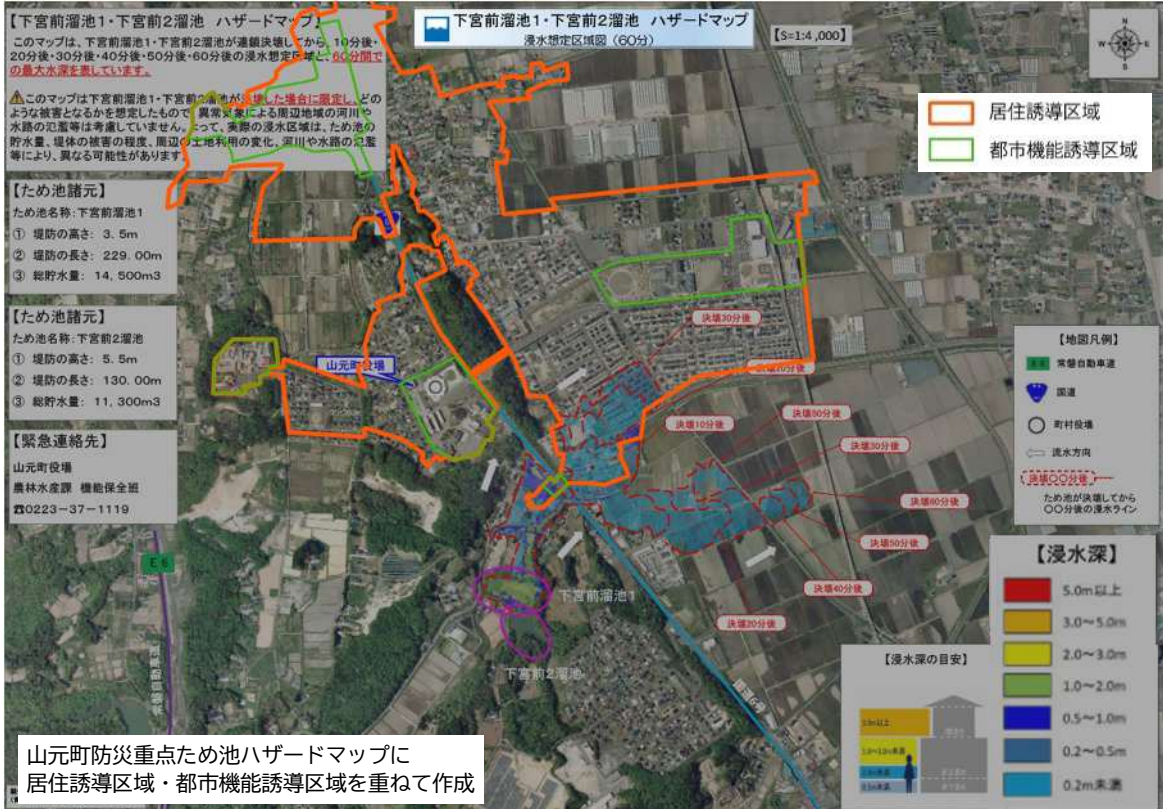 【下宮前溜池1・下宮前2溜池 ハザードマップ】
このマップは、下宮前溜池1・下宮前2溜池が連鎖決壊してから、10分後・
20分後・30分後・40分後・50分後・60分後の浸水想定区域と、60分間で
の最大水深を表しています。
このマップは下宮前溜池1・下宮前2溜池が決壊した場合に限定し、どの
ような被害となるかを想定したもので、異常気象による周辺地域の河川や
水路の氾濫等は考慮していません。よって、実際の浸水区域は、ため池の
貯水量、堤体の被害の程度、周辺の土地利用の変化、河川や水路の氾濫
等により、異なる可能性があります。
下宮前溜池1・下宮前2溜池 ハザードマップ
浸水想定区域図(60分)
【S=1:4,000】
N
W
E
S
居住誘導区域
都市機能誘導区域
【ため池諸元】
ため池名称:下宮前溜池1
① 堤防の高さ: 3.5m
② 堤防の長さ: 229.00m
③ 総貯水量: 14,500m3
【ため池諸元】
ため池名称:下宮前2溜池
① 堤防の高さ: 5.5m
② 堤防の長さ: 130.00m
③ 総貯水量: 11,300m3
【緊急連絡先】
山元町役場
農林水産課 機能保全班
☎0223-37-1119
山元町役場
決壊30分後
決壊20分後
決壊10分後
決壊50分後
決壊30分後
決壊60分後
決壊50分後
決壊40分後
決壊20分後
下宮前溜池1
下宮前2溜池
国道6号
E6
常磐自動車道
【地図凡例】
常磐自動車道
国道
町村役場
流水方向
決壊〇〇分後
ため池が決壊してから
〇〇分後の浸水ライン
【浸水深】
5.0m以上
3.0~5.0m
2.0~3.0m
1.0~2.0m
0.5~1.0m
0.2~0.5m
0.2m未満
【浸水深の目安】
山元町防災重点ため池ハザードマップに
居住誘導区域・都市機能誘導区域を重ねて作成